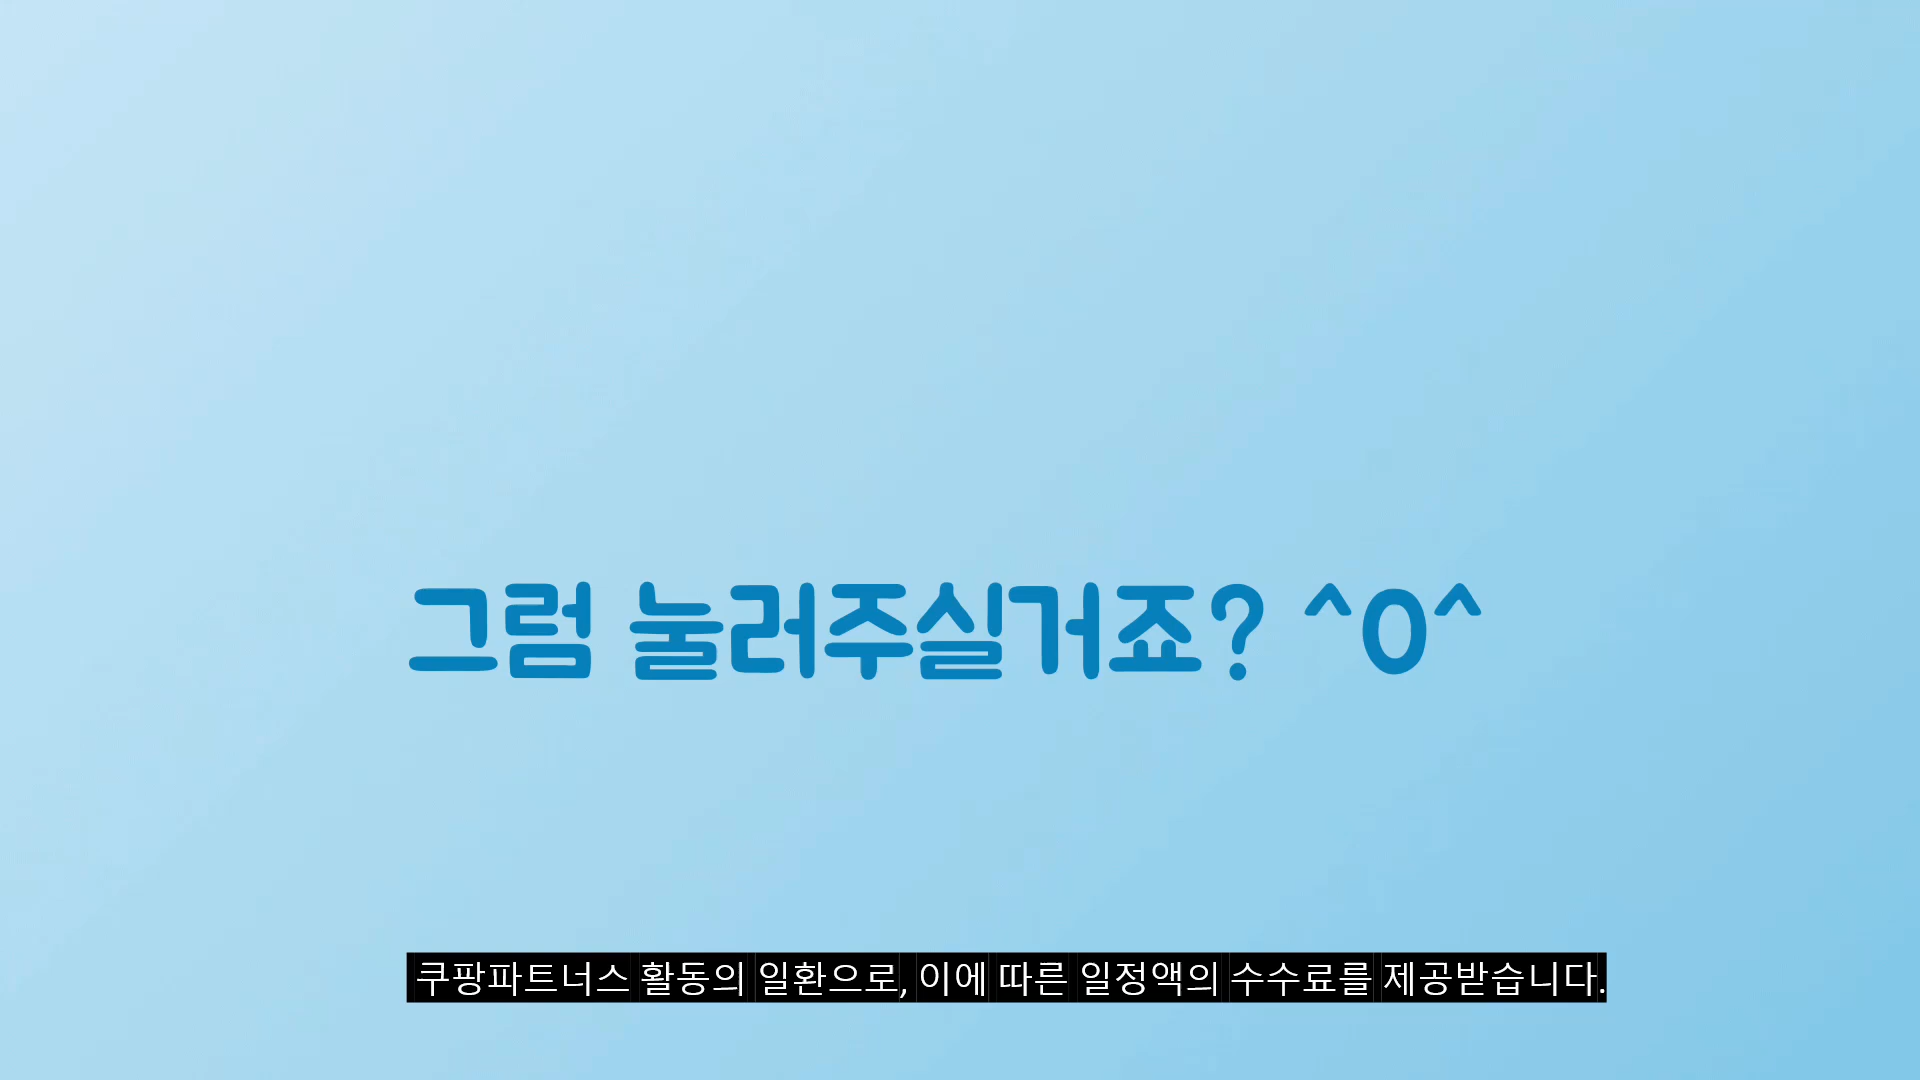 그럼 눌러주실거죠? ^0^
쿠팡파트너스 활동의 일환으로, 이에 따른 일정액의 수수료를 제공받습니다.